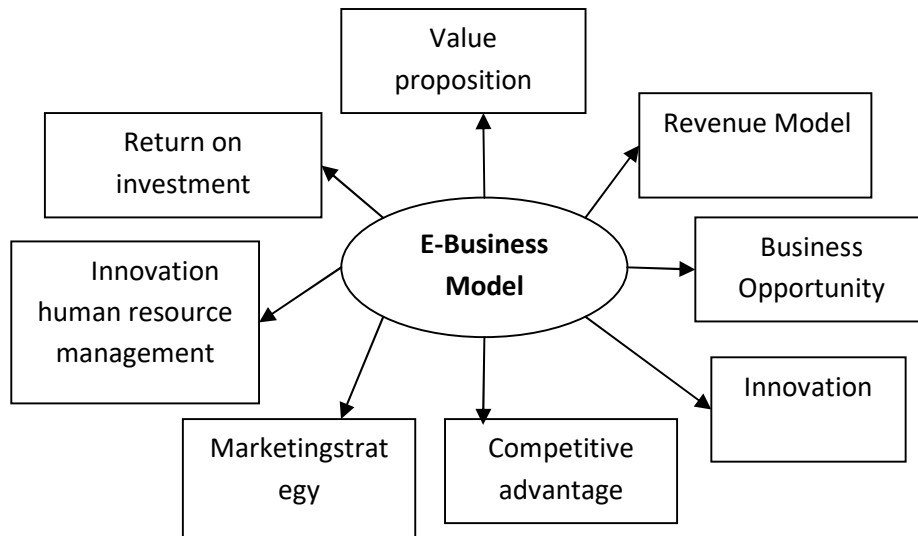 Value
proposition
Revenue Model
Return on
investment
E-Business
Model
Business
Opportunity
Innovation
human resource
management
Innovation
Marketingstrat
egy
Competitive
advantage